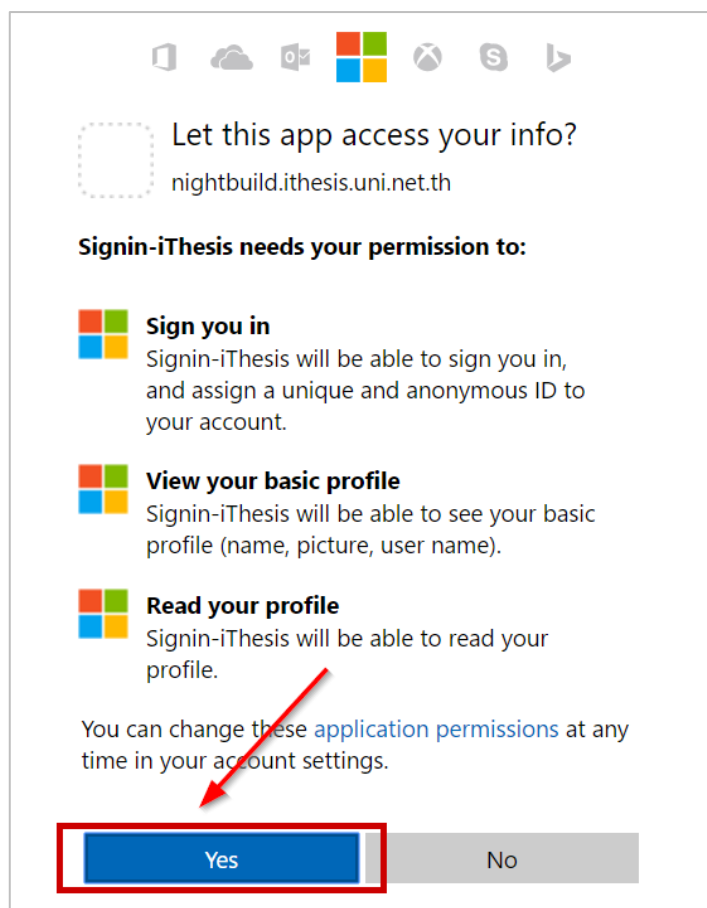 Let this app access your info?
nightbuild.ithesis.uni.net.th
Signin-iThesis needs your permission to:
Sign you in
Signin-iThesis will be able to sign you in,
and assign a unique and anonymous ID to
your account.
View your basic profile
Signin-iThesis will be able to see your basic
profile (name, picture, user name).
Read your profile
Signin-iThesis will be able to read your
profile.
You can change these application permissions at any
time in your account settings.
Yes
No